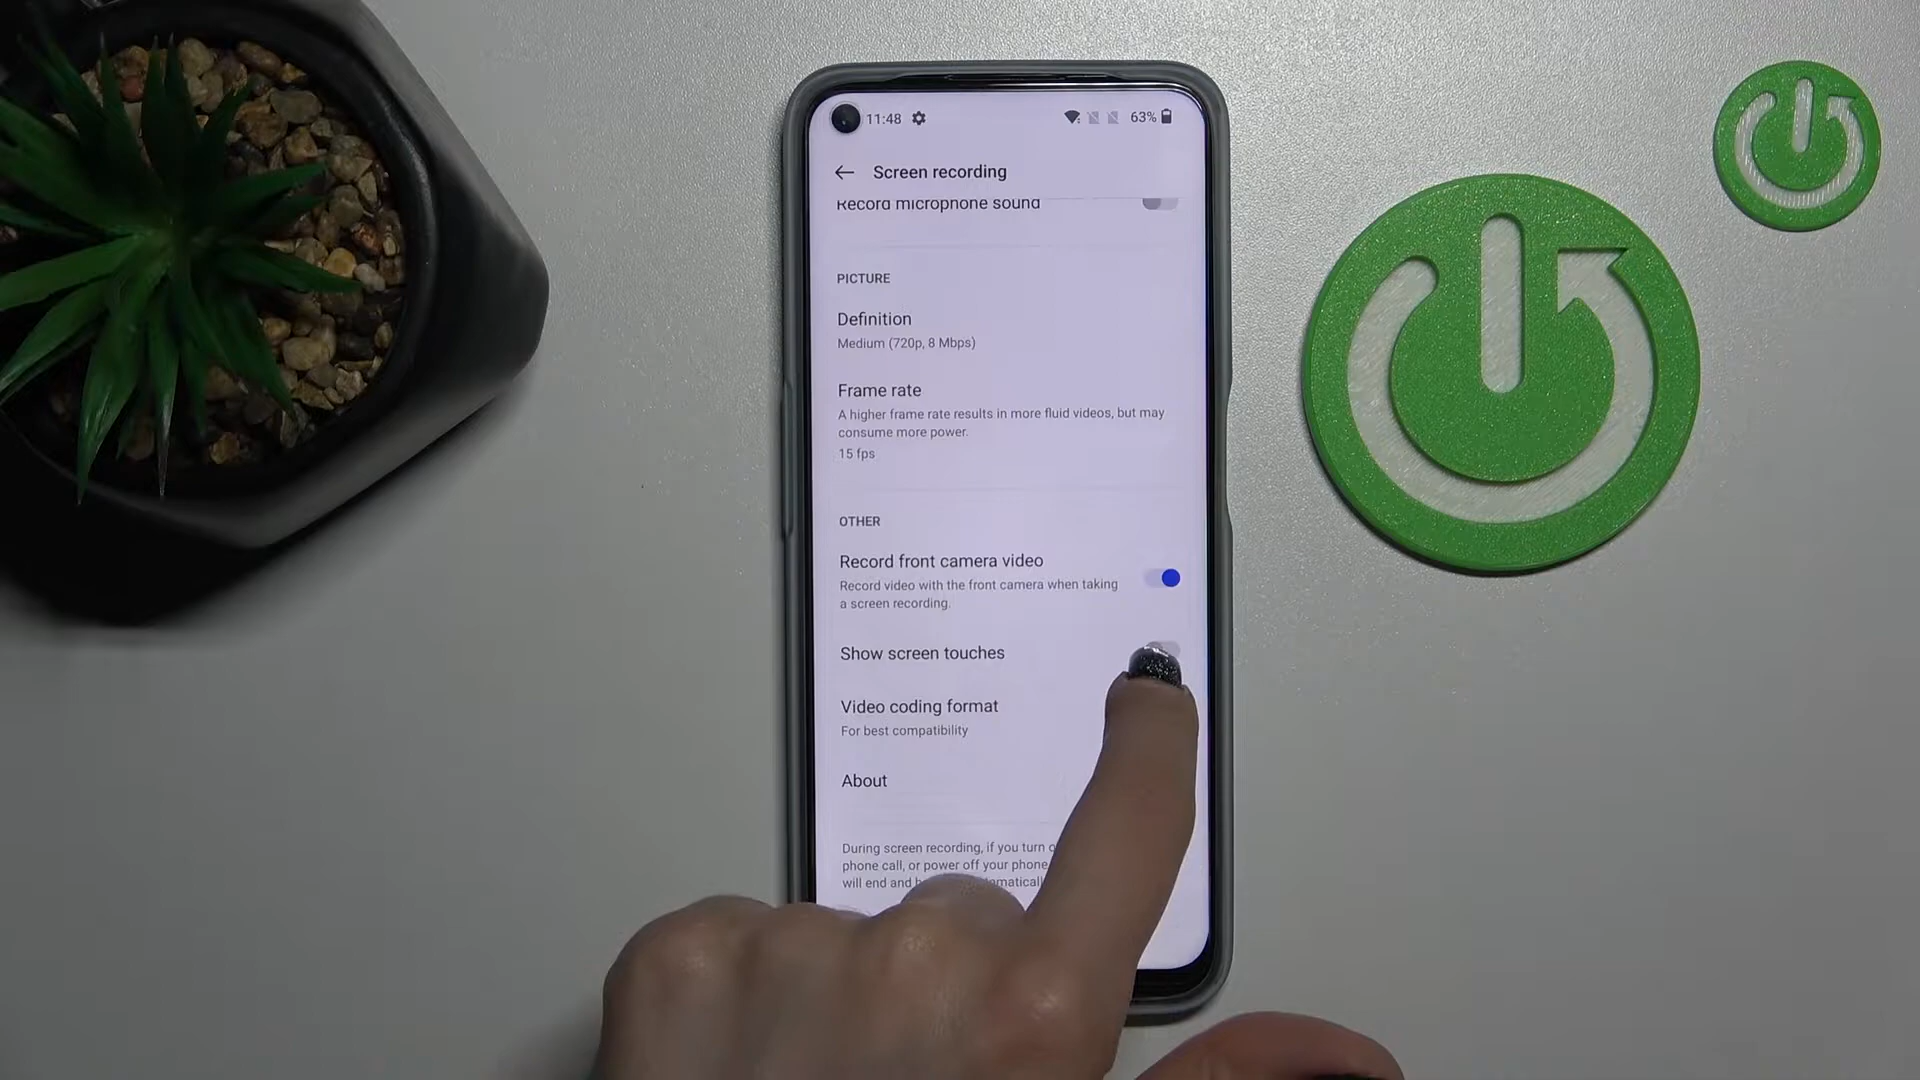 11:48 63%
Screen recording
Record microphone sound
PICTURE
Definition
Medium (720p, 8 Mbps)
Frame rate
A higher frame rate results in more fluid videos, but may
consume more power.
15 fps
OTHER
Record front camera video
Record video with the front camera when taking
a screen recording.
Show screen touches
Video coding format
For best compatibility
About
During screen recording, if you turn
phone call, or power off your phone
will end and